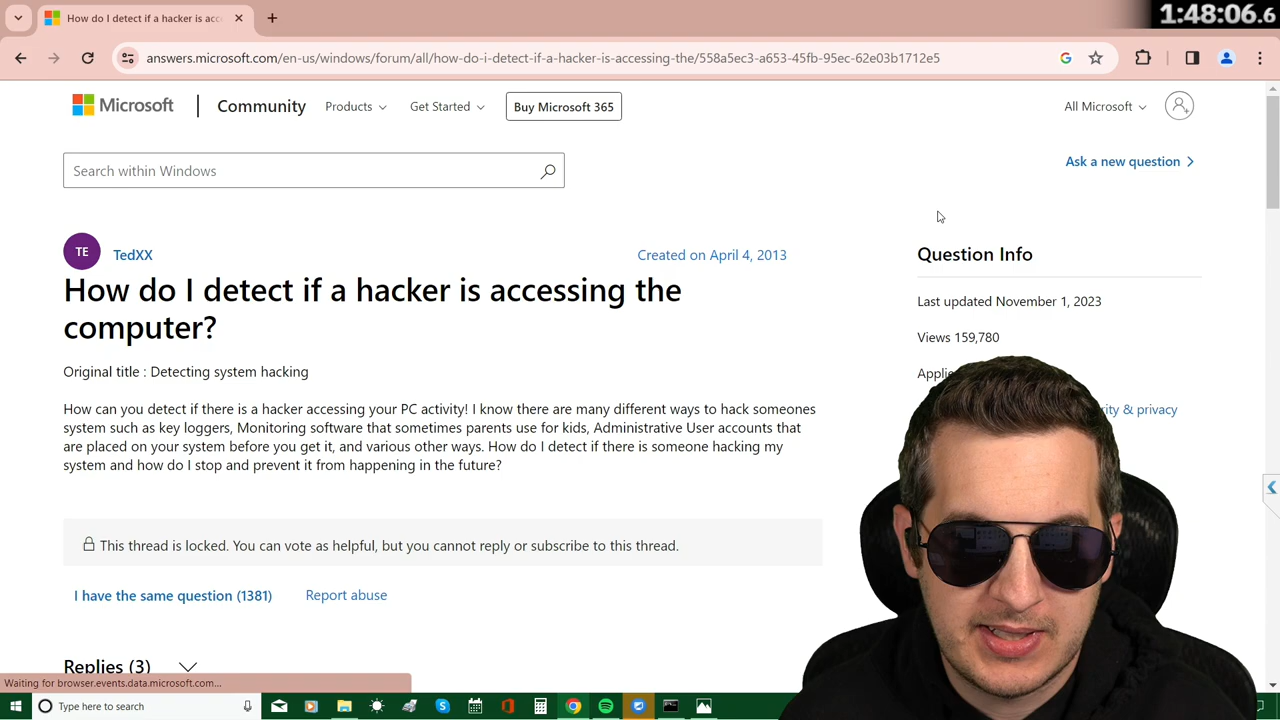 1:48:06.6
How do I detect if a hacker is acc
answers.microsoft.com/en-us/windows/forum/all/how-do-i-detect-if-a-hacker-is-accessing-the/558a5ec3-a653-45fb-95ec-62e03b1712e5
Microsoft
Community
Products
Get Started
Buy Microsoft 365
All Microsoft
Search within Windows
Ask a new question
TE
TedXX
Created on April 4, 2013
How do I detect if a hacker is accessing the
computer?
Original title : Detecting system hacking
How can you detect if there is a hacker accessing your PC activity! I know there are many different ways to hack someones
system such as key loggers, Monitoring software that sometimes parents use for kids, Administrative User accounts that
are placed on your system before you get it, and various other ways. How do I detect if there is someone hacking my
system and how do I stop and prevent it from happening in the future?
This thread is locked. You can vote as helpful, but you cannot reply or subscribe to this thread.
I have the same question (1381)
Report abuse
Replies (3)
Question Info
Last updated November 1, 2023
Views 159,780
& privacy
Waiting for browser.events.data.microsoft.com...
Type here to search